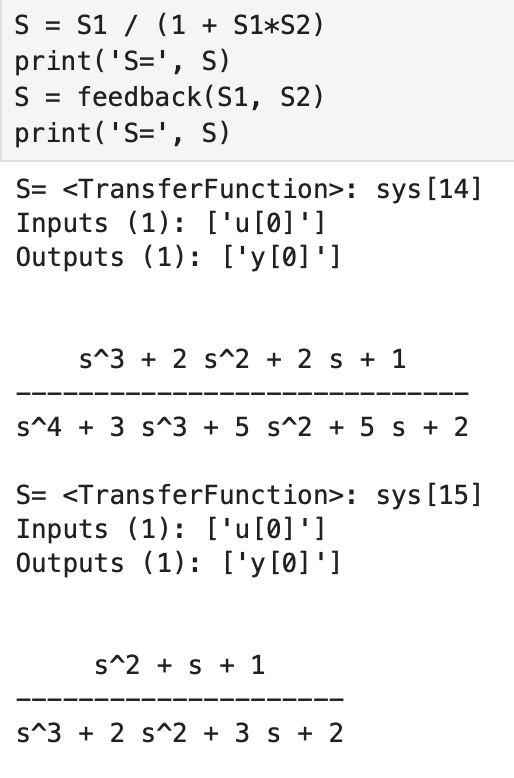 S = S1 / (1 + S1*S2)
print('S=', S)
S = feedback(S1, S2)
print('S=', S)
S= <TransferFunction>: sys[14]
Inputs (1): ['u[0]']
Outputs (1): ['y[0]']
s^3 + 2 s^2 + 2 s + 1
-----------------------------
s^4 + 3 s^3 + 5 s^2 + 5 s + 2
S= <TransferFunction>: sys[15]
Inputs (1): ['u[0]']
Outputs (1): ['y[0]']
s^2 + s + 1
---------------------
s^3 + 2 s^2 + 3 s + 2